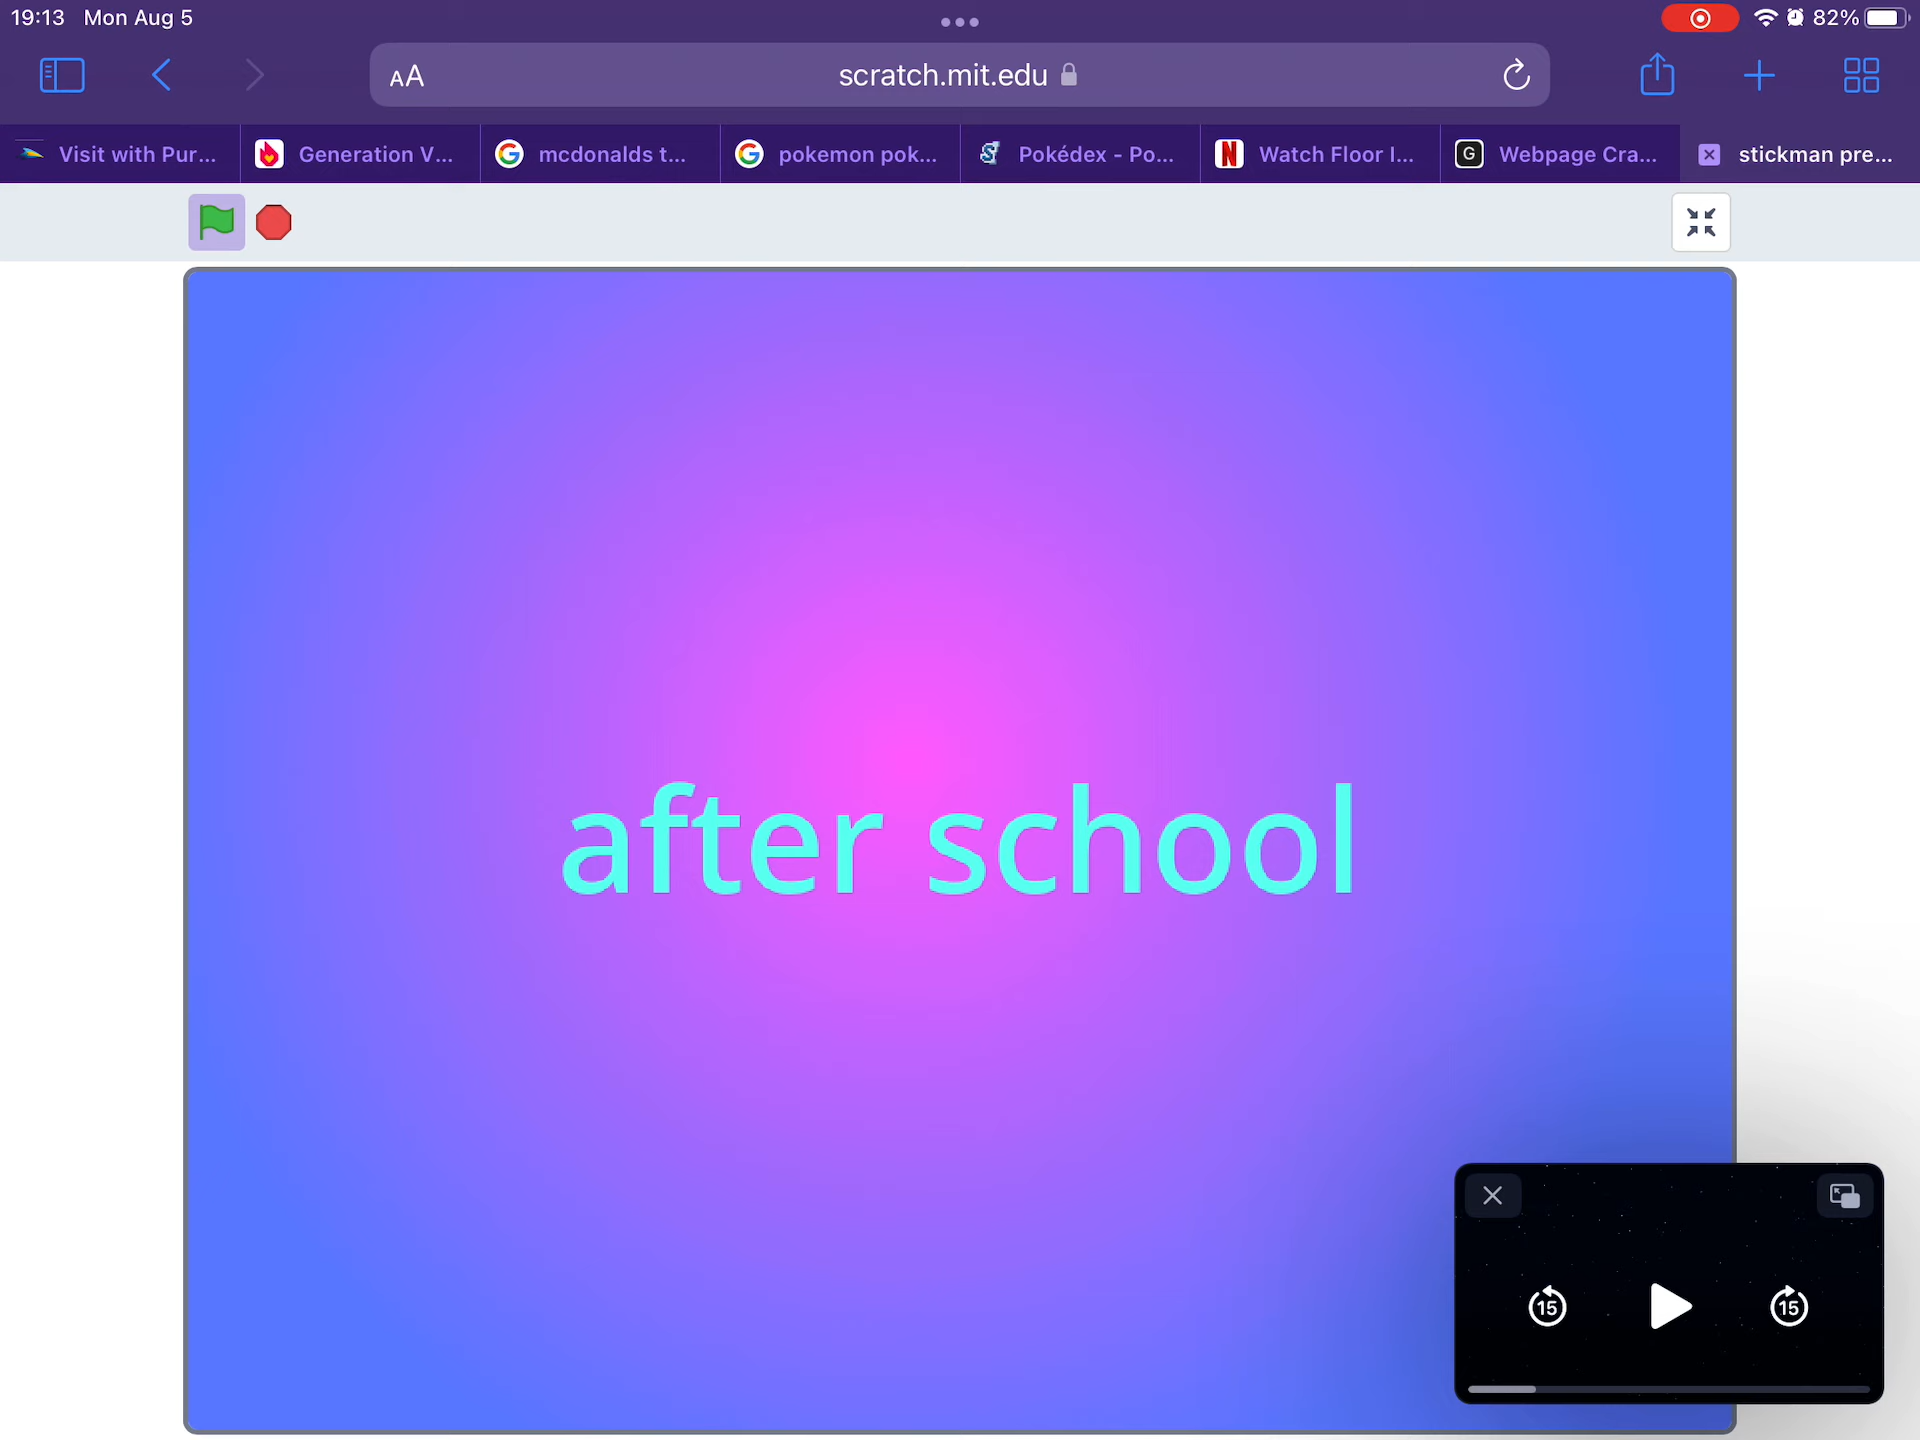 19:13 Mon Aug 5
82%
AA scratch.mit.edu
Visit with Pur... Generation V... mcdonalds t... pokemon pok... Pokédex - Po... Watch Floor I... Webpage Cra... stickman pre...
after school
15 15